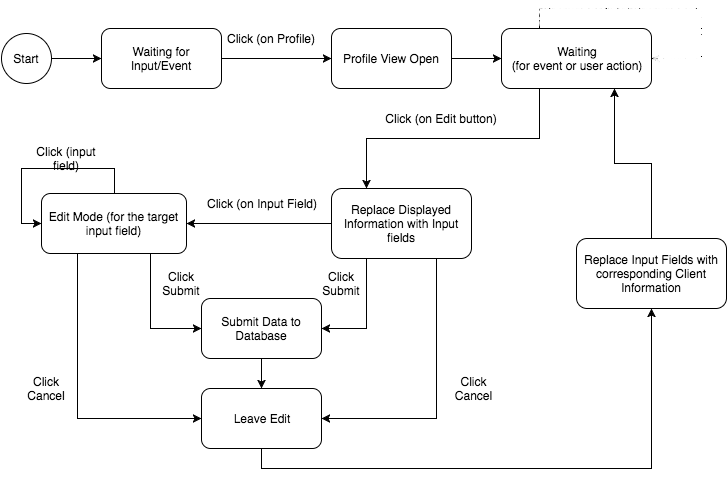 Click (on Profile)
Start
Waiting for
Input/Event
Profile View Open
Waiting
(for event or user action)
Click (on Edit button)
Click (input
field)
Edit Mode (for the target
input field)
Click (on Input Field)
Replace Displayed
Information with Input
fields
Replace Input Fields with
corresponding Client
Information
Click
Submit
Click
Submit
Submit Data to
Database
Click
Cancel
Click
Cancel
Leave Edit